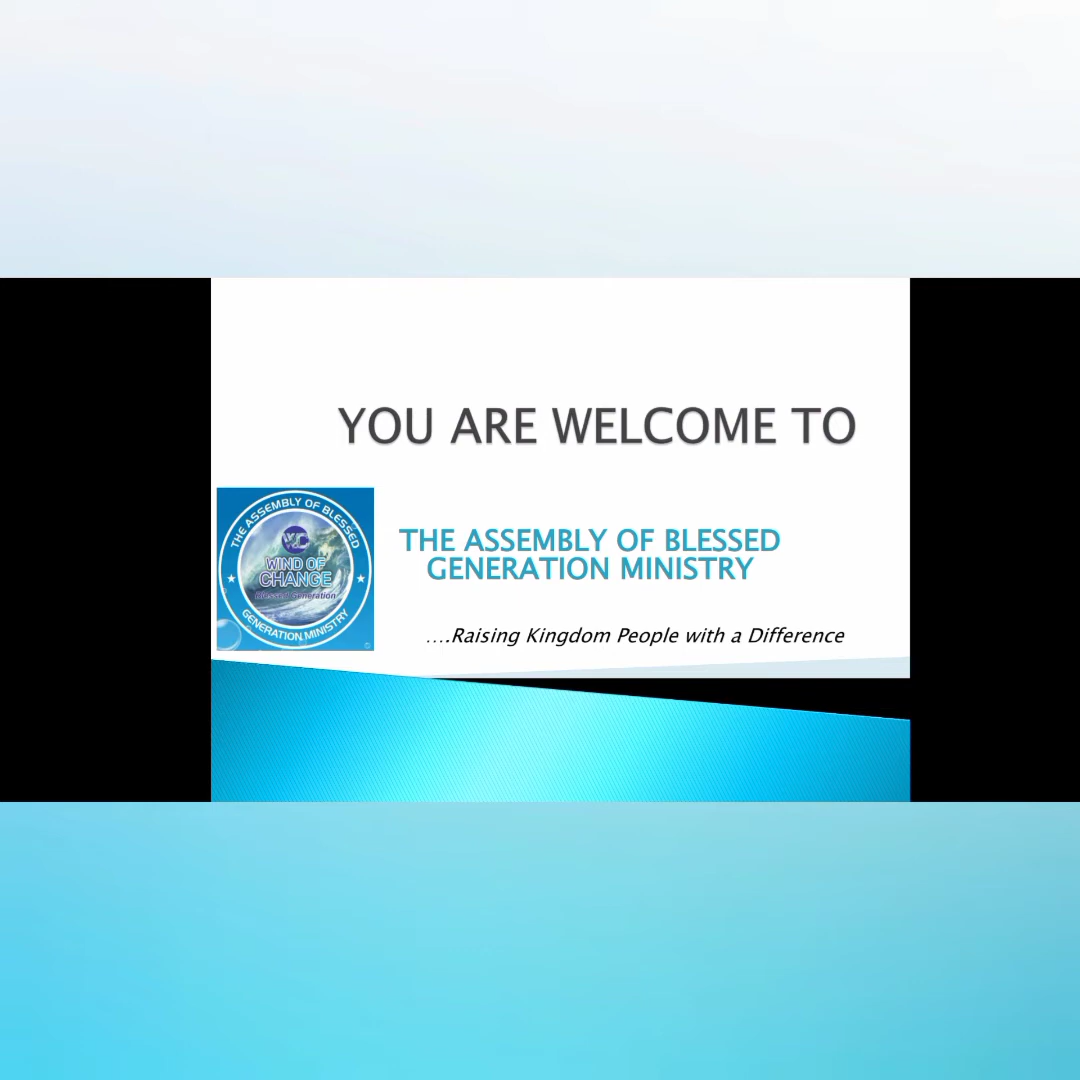 YOU ARE WELCOME TO
THE ASSEMBLY OF BLESSED
WC
WIND OF
CHANGE
Blessed Generation
GENERATION MINISTRY
THE ASSEMBLY OF BLESSED
GENERATION MINISTRY
....Raising Kingdom People with a Difference